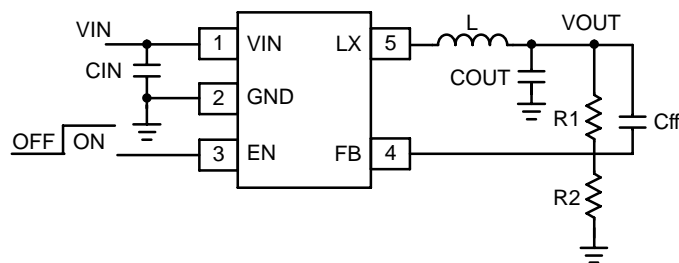 VIN
L
VOUT
1
VIN
LX
5
CIN
COUT
2
GND
R1
Cff
OFF
ON
3
EN
FB
4
R2